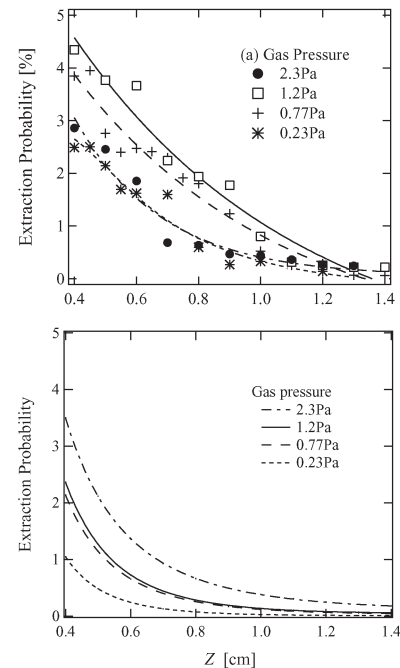 5
4
3
2
1
0
Extraction Probability [%]
(a) Gas Pressure
2.3Pa
1.2Pa
0.77Pa
0.23Pa
0.4 0.6 0.8 1.0 1.2 1.4
5
4
3
2
1
0
Extraction Probability
Gas pressure
2.3Pa
1.2Pa
0.77Pa
0.23Pa
0.4 0.6 0.8 1.0 1.2 1.4
Z [cm]